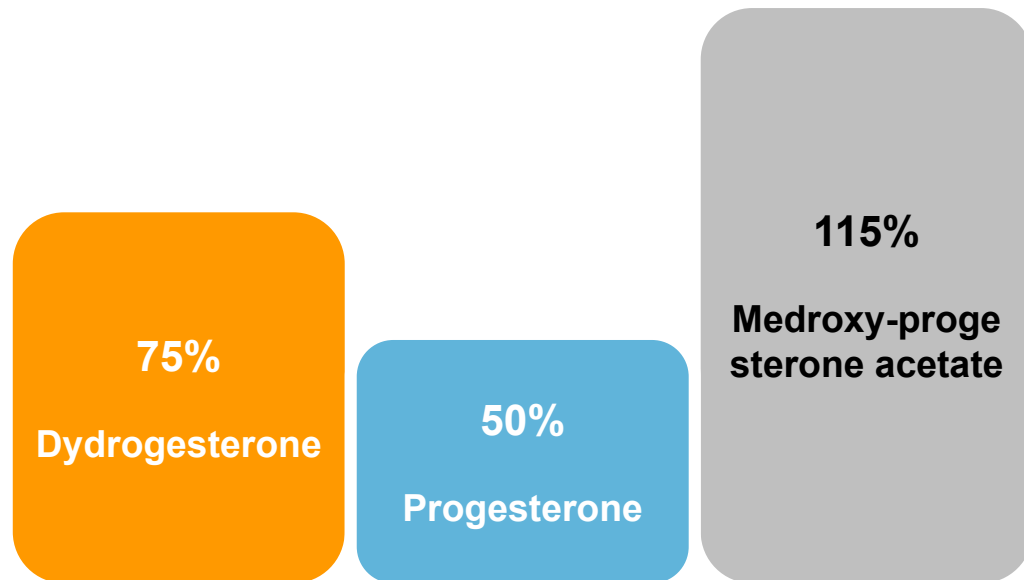 75%
Dydrogesterone
50%
Progesterone
115%
Medroxy-proge
sterone acetate